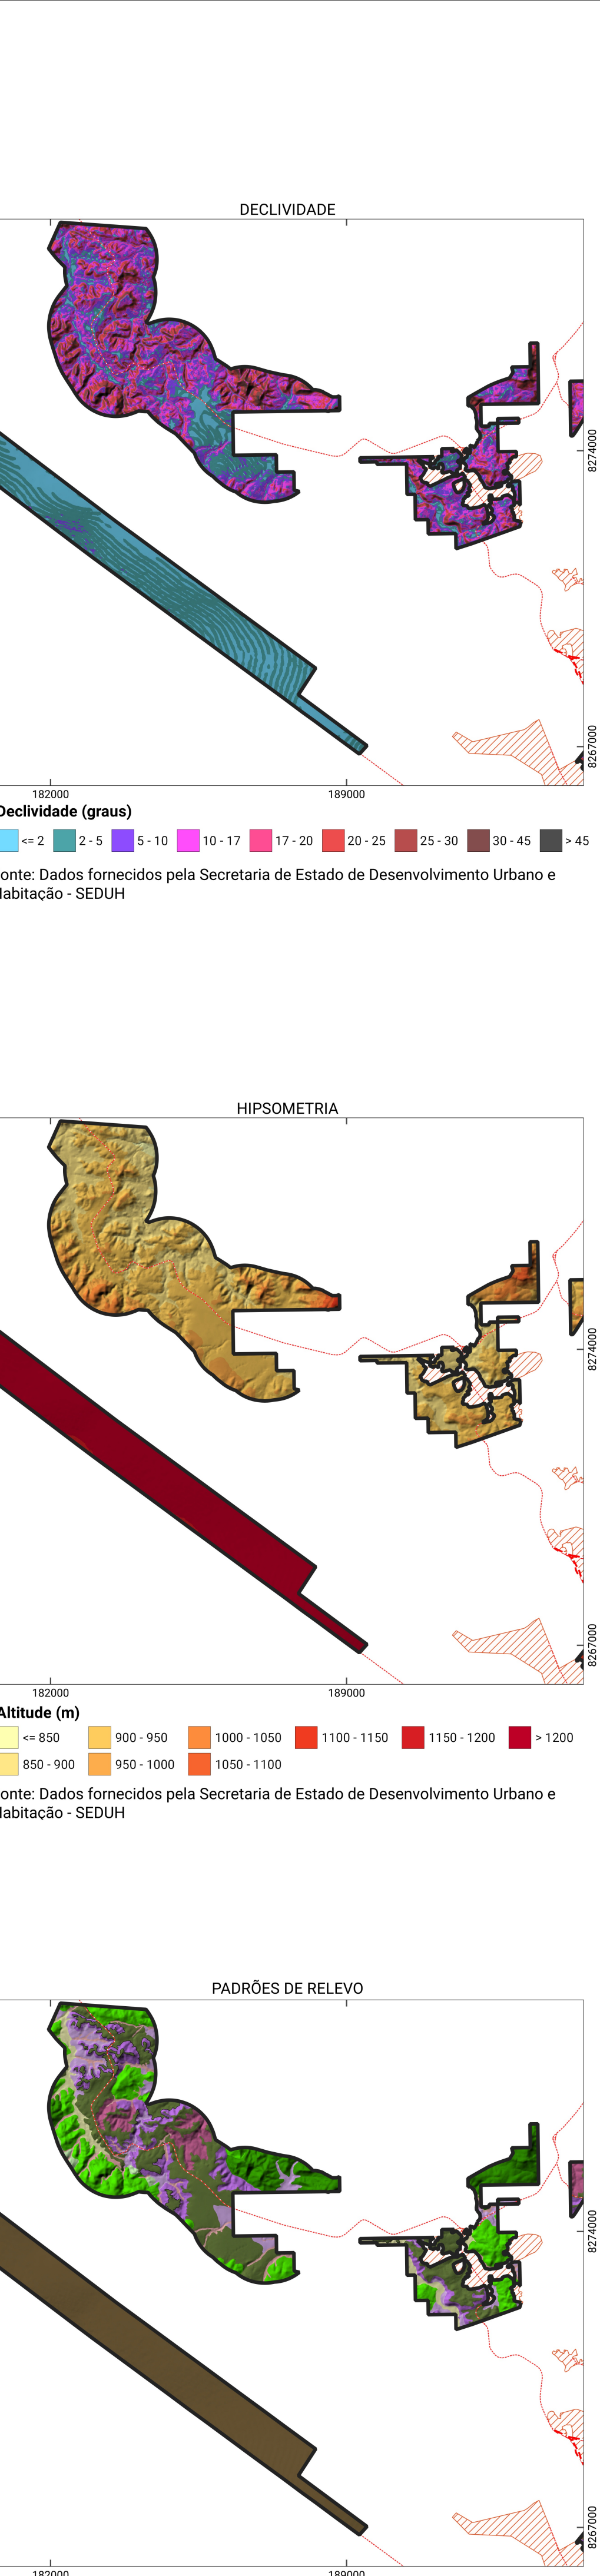 DECLIVIDADE
8274000
8267000
182000 189000
Declividade (graus)
<= 2 2 - 5 5 - 10 10 - 17 17 - 20 20 - 25 25 - 30 30 - 45 > 45
onte: Dados fornecidos pela Secretaria de Estado de Desenvolvimento Urbano e
Habitação - SEDUH
HIPSOMETRIA
8274000
8267000
182000 189000
Altitude (m)
<= 850 900 - 950 1000 - 1050 1100 - 1150 1150 - 1200 > 1200
850 - 900 950 - 1000 1050 - 1100
onte: Dados fornecidos pela Secretaria de Estado de Desenvolvimento Urbano e
Habitação - SEDUH
PADRÕES DE RELEVO
8274000
8267000
182000 189000